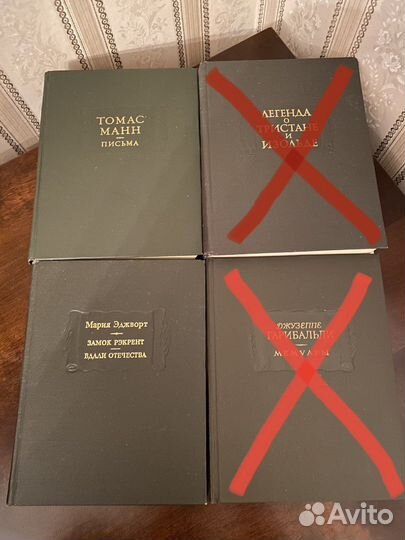 ТОМАС
МАНН
ПИСЬМА
ЛЕГЕНДА
О
ТРИСТАНЕ
И
ИЗОЛЬДЕ
Мария Эджворт
ЗАМОК РЭКРЕНТ
ВДАЛИ ОТЕЧЕСТВА
ДЖУЗЕППЕ
ГАРИБАЛЬДИ
МЕМУАРЫ
Avito